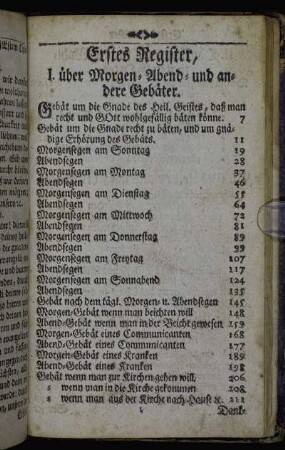 Erstes Register,
I. über Morgen- Abend- und an-
dere Gebäter.
Gebät um die Gnade des Heil. Geistes, daß man
recht und GOtt wohlgefällig bäten könne. 7
Gebät um die Gnade recht zu bäten, und um gnä-
dige Erhörung des Gebäts. 11
Morgensegen am Sonntag 19
Abendsegen 28
Morgensegen am Montag 37
Abendsegen 46
Morgensegen am Dienstag 55
Abendsegen 64
Morgensegen am Mittwoch 72
Abendsegen 81
Morgensegen am Donnerstag 89
Abendsegen 99
Morgensegen am Freytag 107
Abendsegen 117
Morgensegen am Sonnabend 124
Abendsegen 135
Gebät nach dem tägl. Morgen- u. Abendsegen 145
Morgen-Gebät wenn man beichten will 148
Abend-Gebät wenn man in der Beicht gewesen 159
Morgen-Gebät eines Communicanten 168
Abend-Gebät eines Communicanten 177
Morgen-Gebät eines Kranken 189
Abend-Gebät eines Kranken 198
Gebät wenn man zur Kirchen gehen will, 206
= wenn man in die Kirche gekommen 208
= wenn man aus der Kirche nach Hause &. 211
Dank-